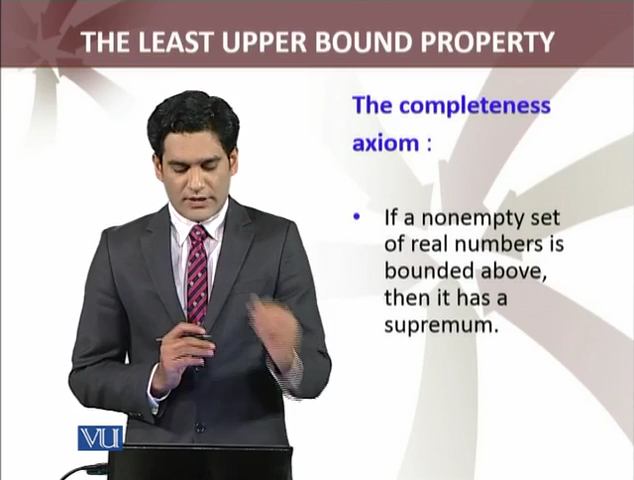 THE LEAST UPPER BOUND PROPERTY
The completeness
axiom :
• If a nonempty set
of real numbers is
bounded above,
then it has a
supremum.
VU